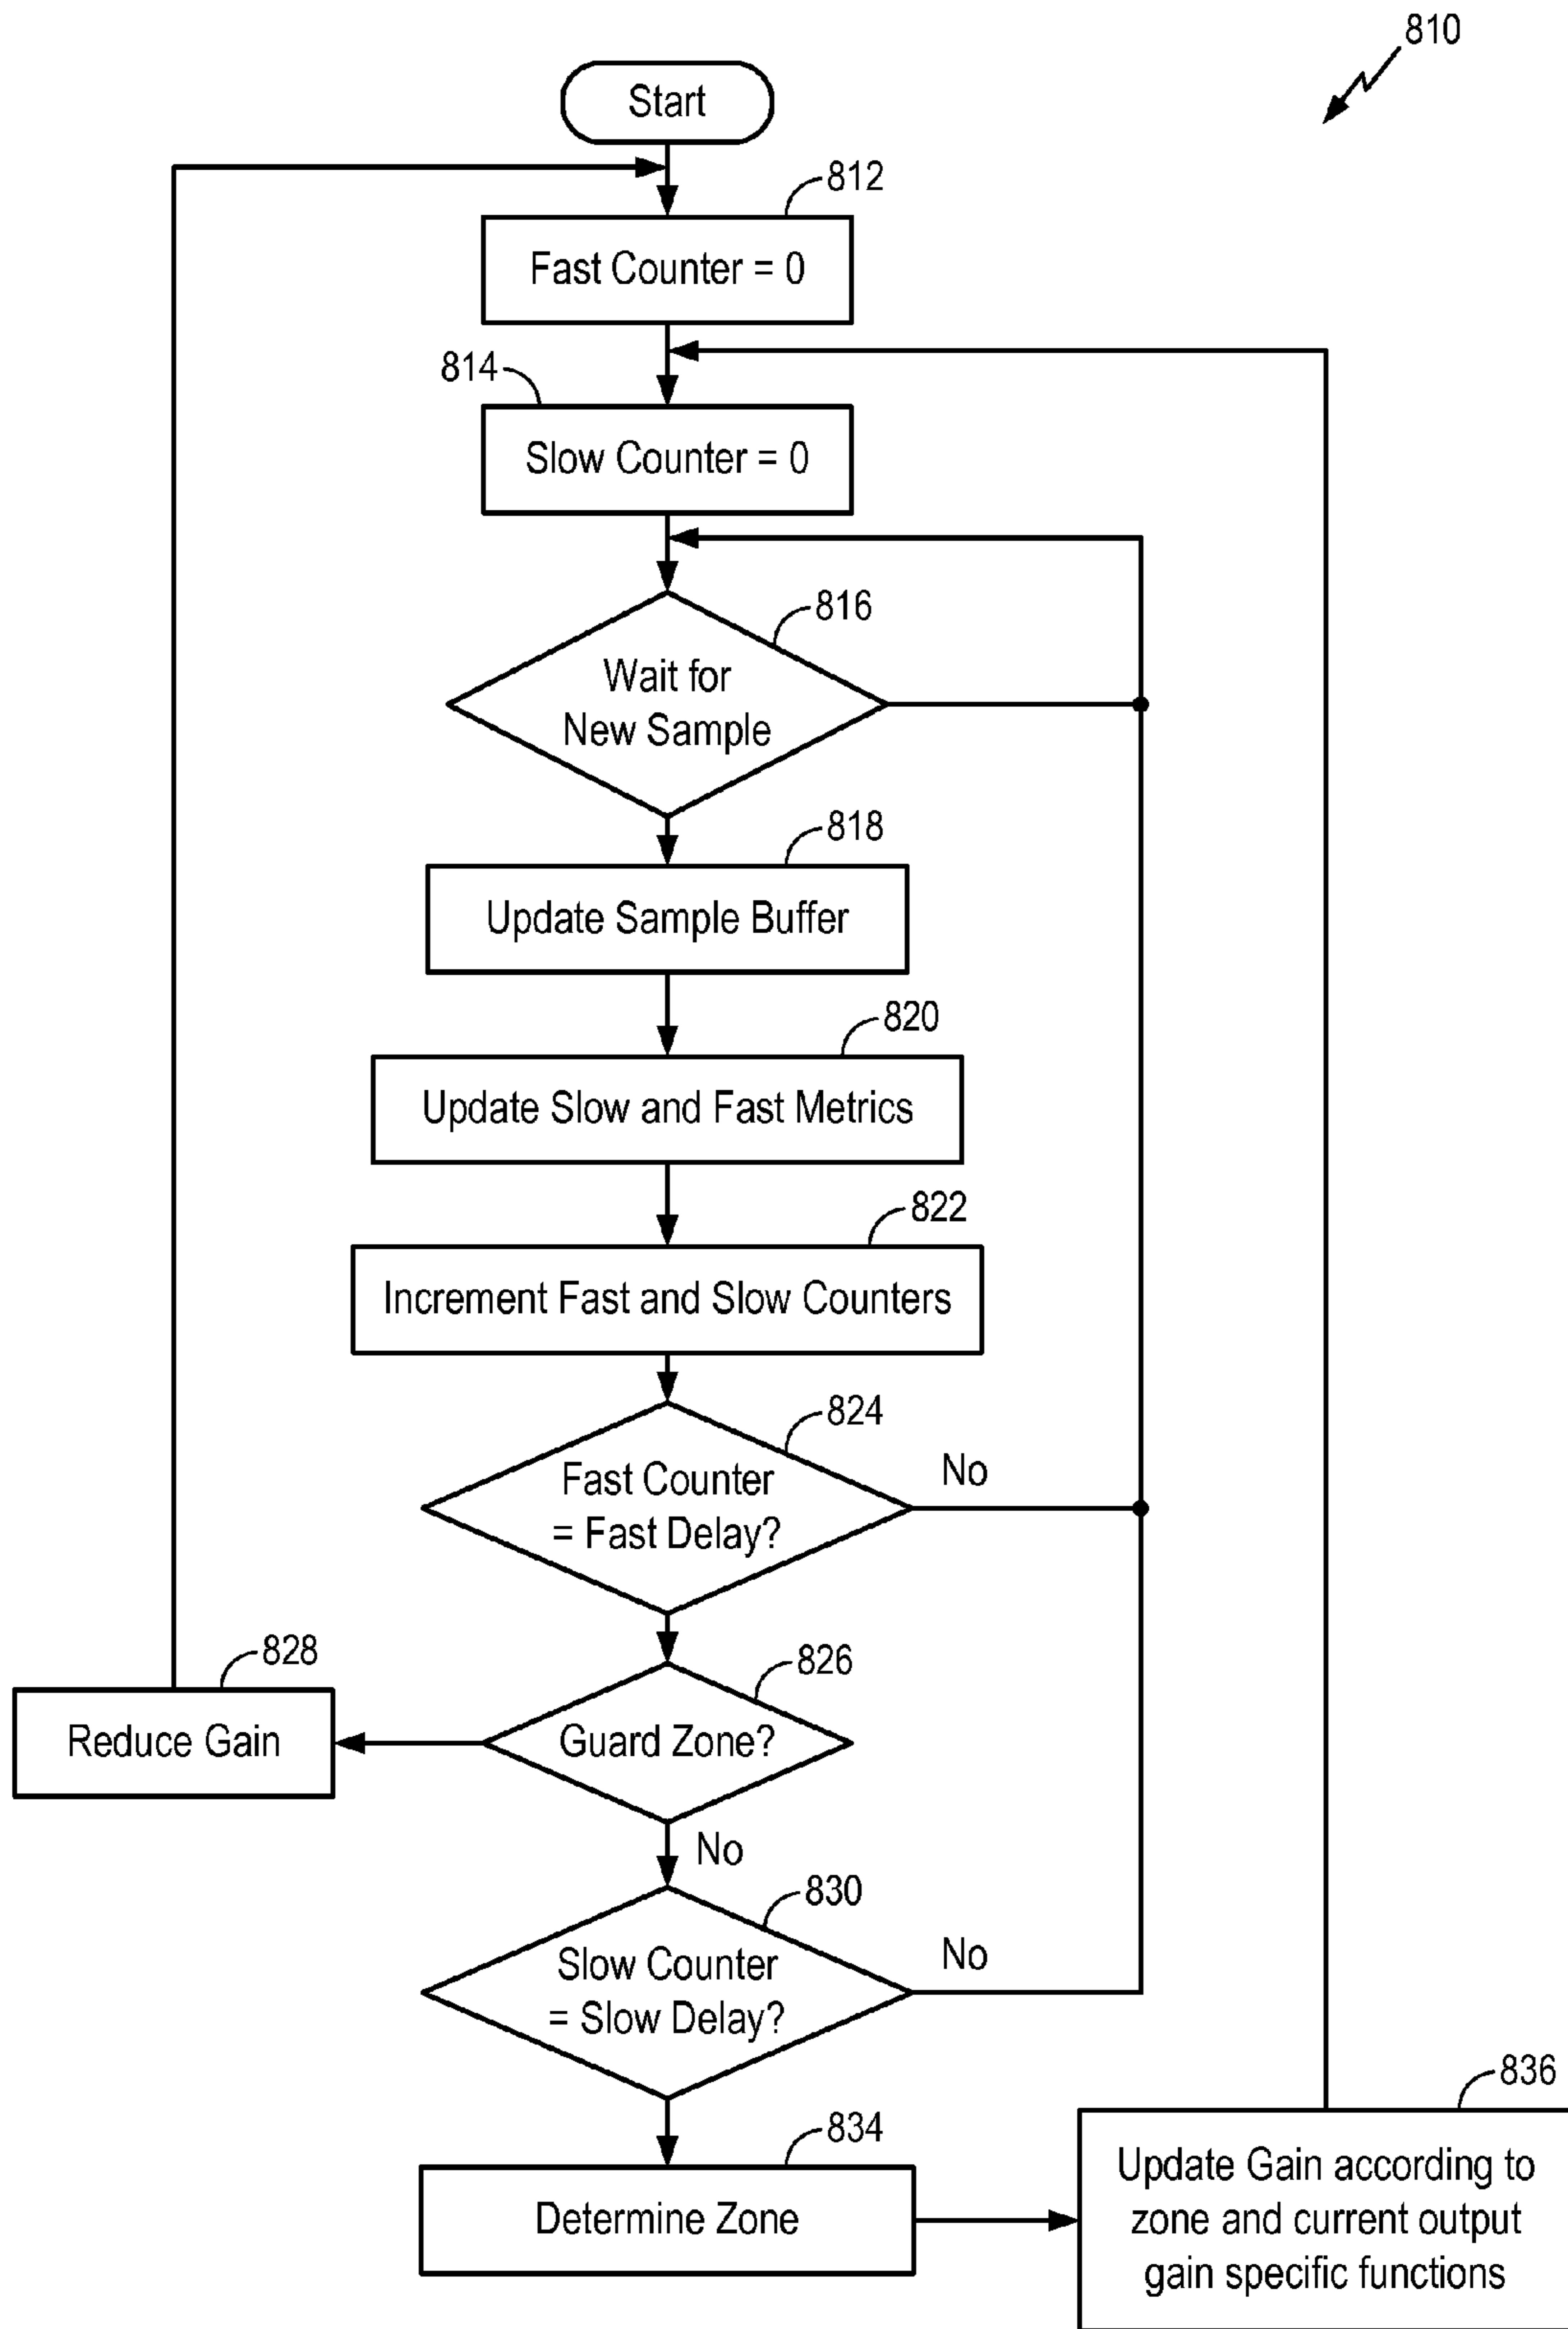 810
Start
812
Fast Counter = 0
814
Slow Counter = 0
816
Wait for
New Sample
818
Update Sample Buffer
820
Update Slow and Fast Metrics
822
Increment Fast and Slow Counters
824
Fast Counter
= Fast Delay?
No
826
Guard Zone?
828
Reduce Gain
No
830
Slow Counter
= Slow Delay?
No
834
Determine Zone
836
Update Gain according to
zone and current output
gain specific functions